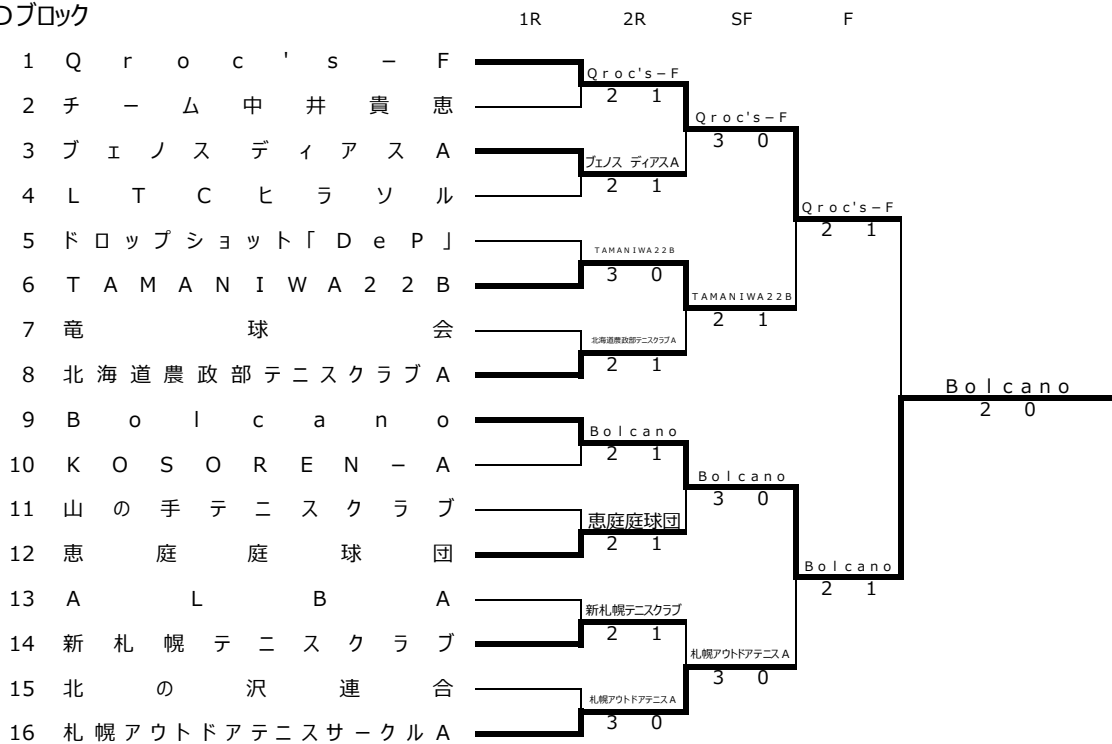 Dブロック
1R 2R SF F
1 Qroc's－F
Qroc's－F
2 チーム中井貴恵
2 1
Qroc's－F
3 0
3 ブェノス ディアスA
ブェノス ディアスA
4 LTCヒラソル
2 1
Qroc's－F
2 1
5 ドロップショット「DeP」
TAMANIWA22B
6 TAMANIWA22B
3 0
TAMANIWA22B
2 1
7 竜球会
北海道農政部テニスクラブA
8 北海道農政部テニスクラブA
2 1
Bolcano
2 0
9 Bolcano
Bolcano
10 KOSOREN－A
2 1
Bolcano
3 0
11 山の手テニスクラブ
恵庭庭球団
12 恵庭庭球団
2 1
Bolcano
2 1
13 ALBA
新札幌テニスクラブ
14 新札幌テニスクラブ
2 1
札幌アウトドアテニスA
3 0
15 北の沢連合
札幌アウトドアテニスA
16 札幌アウトドアテニスサークルA
3 0